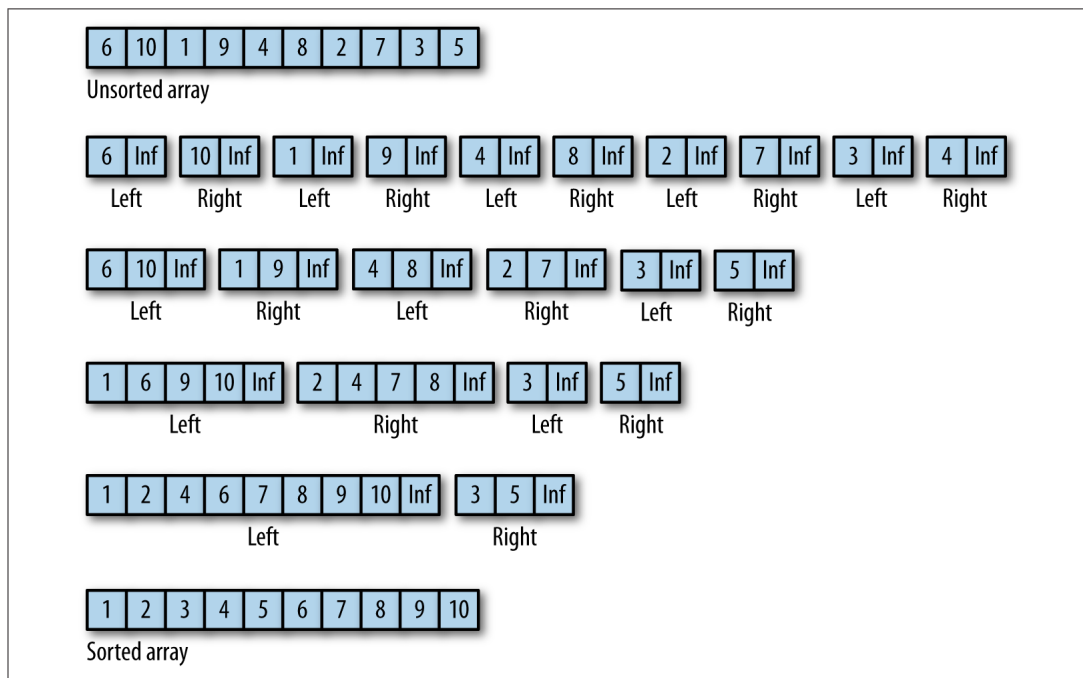 6 10 1 9 4 8 2 7 3 5
Unsorted array
6 Inf 10 Inf 1 Inf 9 Inf 4 Inf 8 Inf 2 Inf 7 Inf 3 Inf 4 Inf
Left Right Left Right Left Right Left Right Left Right
6 10 Inf 1 9 Inf 4 8 Inf 2 7 Inf 3 Inf 5 Inf
Left Right Left Right Left Right
1 6 9 10 Inf 2 4 7 8 Inf 3 Inf 5 Inf
Left Right Left Right
1 2 4 6 7 8 9 10 Inf 3 5 Inf
Left Right
1 2 3 4 5 6 7 8 9 10
Sorted array